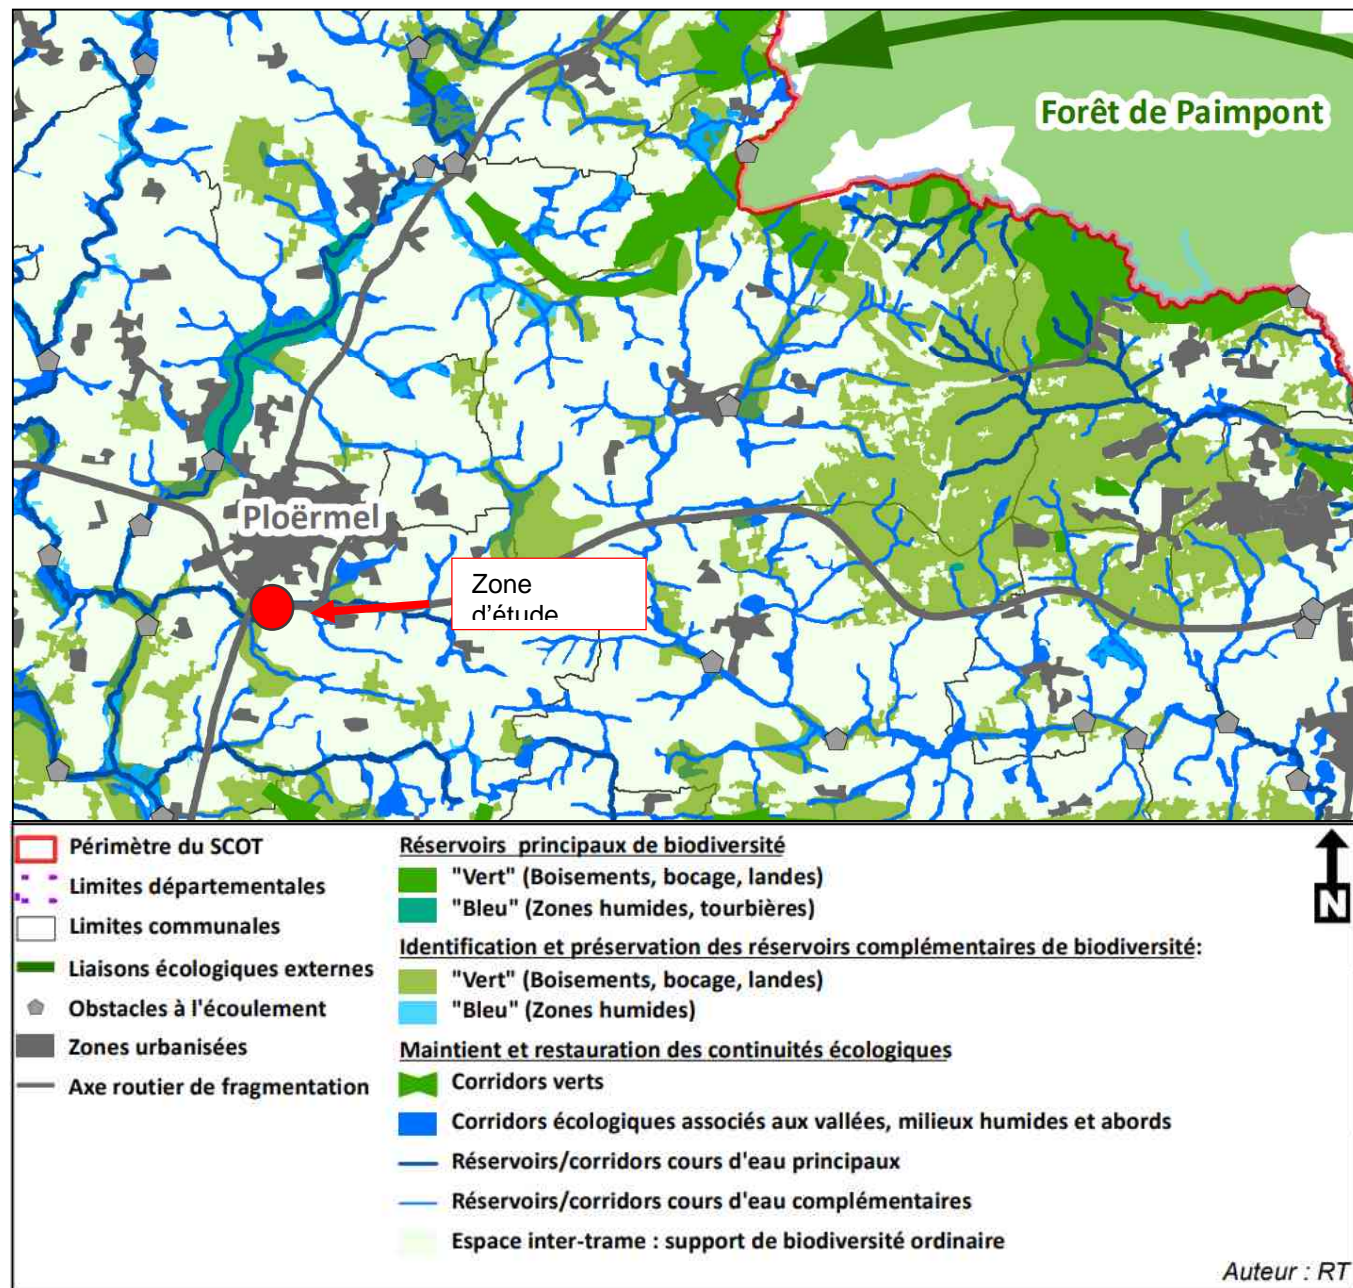 Forêt de Paimpont
Ploërmel
Zone
d'étude
Périmètre du SCOT
Limites départementales
Limites communales
Liaisons écologiques externes
Obstacles à l'écoulement
Zones urbanisées
Axe routier de fragmentation
Réservoirs principaux de biodiversité
"Vert" (Boisements, bocage, landes)
"Bleu" (Zones humides, tourbières)
Identification et préservation des réservoirs complémentaires de biodiversité:
"Vert" (Boisements, bocage, landes)
"Bleu" (Zones humides)
Maintient et restauration des continuités écologiques
Corridors verts
Corridors écologiques associés aux vallées, milieux humides et abords
Réservoirs/corridors cours d'eau principaux
Réservoirs/corridors cours d'eau complémentaires
Espace inter-trame : support de biodiversité ordinaire
N
Auteur : RT